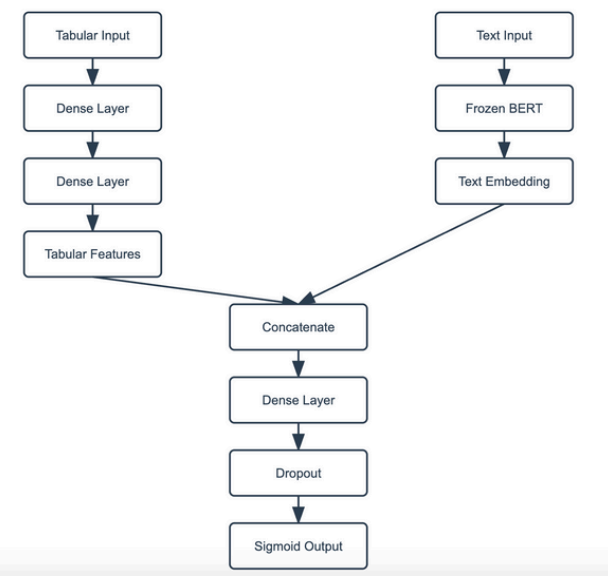 Tabular Input
Dense Layer
Dense Layer
Tabular Features
Text Input
Frozen BERT
Text Embedding
Concatenate
Dense Layer
Dropout
Sigmoid Output